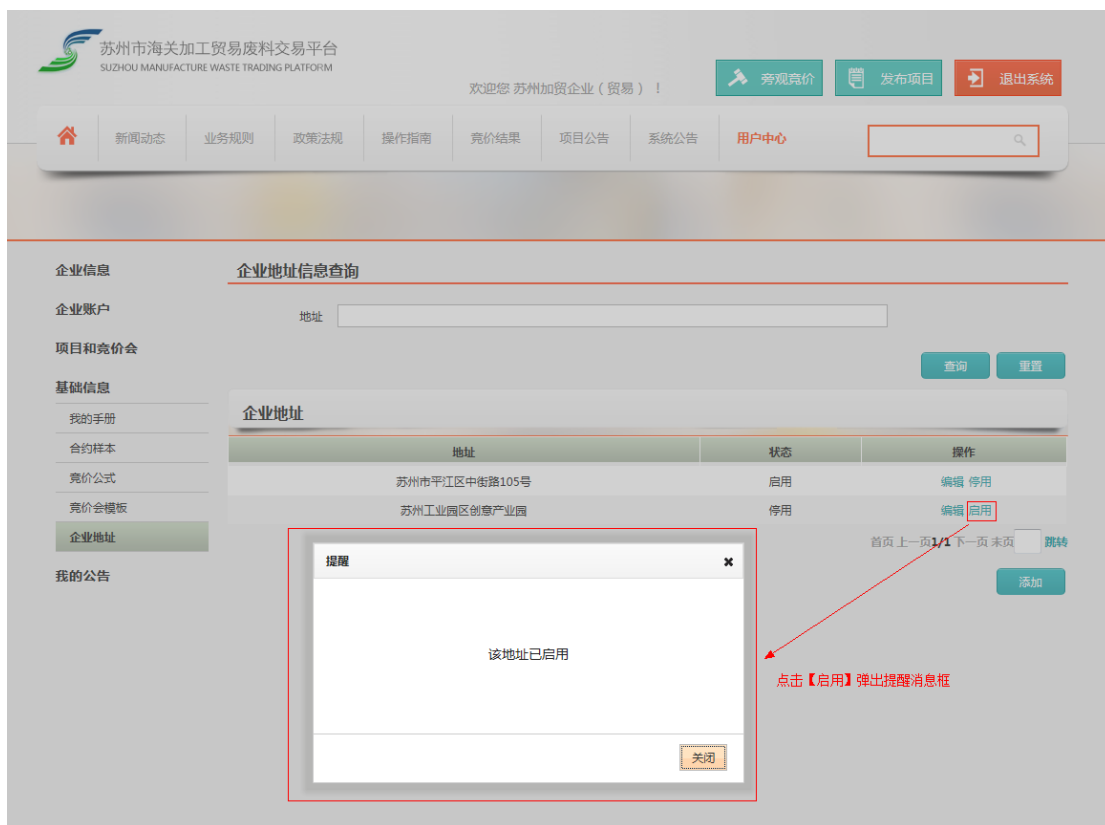 苏州市海关加工贸易废料交易平台
SUZHOU MANUFACTURE WASTE TRADING PLATFORM
欢迎您 苏州加贸企业（贸易）！
旁观竞价 发布项目 退出系统
新闻动态 业务规则 政策法规 操作指南 竞价结果 项目公告 系统公告 用户中心
企业信息
企业账户
项目和竞价会
基础信息
我的手册
合约样本
竞价公式
竞价会模板
企业地址
我的公告
企业地址信息查询
地址
查询 重置
企业地址
地址 状态 操作
苏州市平江区中街路105号 启用 编辑 停用
苏州工业园区创意产业园 停用 编辑 启用
首页 上一页1/1 下一页 末页 跳转
添加
提醒
该地址已启用
关闭
点击【启用】弹出提醒消息框